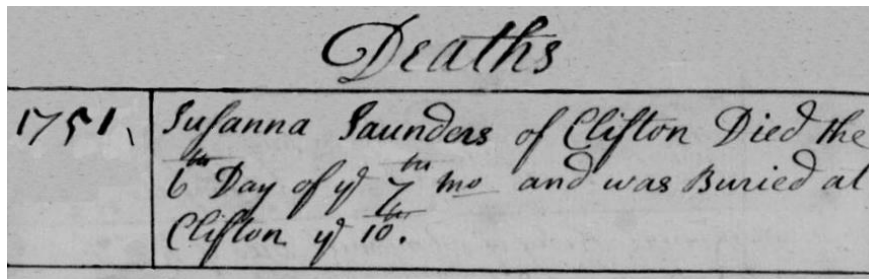 Deaths
1751, Susanna Saunders of Clifton Died the
6th Day of ye 7th mo and was Buried at
Clifton ye 10th.